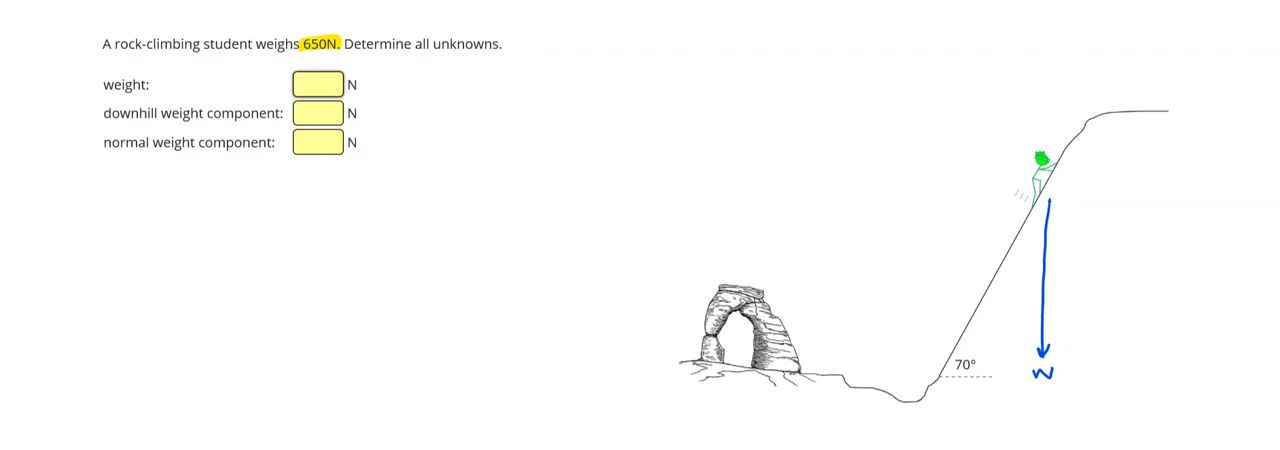 A rock-climbing student weighs 650N. Determine all unknowns.
weight: N
downhill weight component: N
normal weight component: N
70°
W